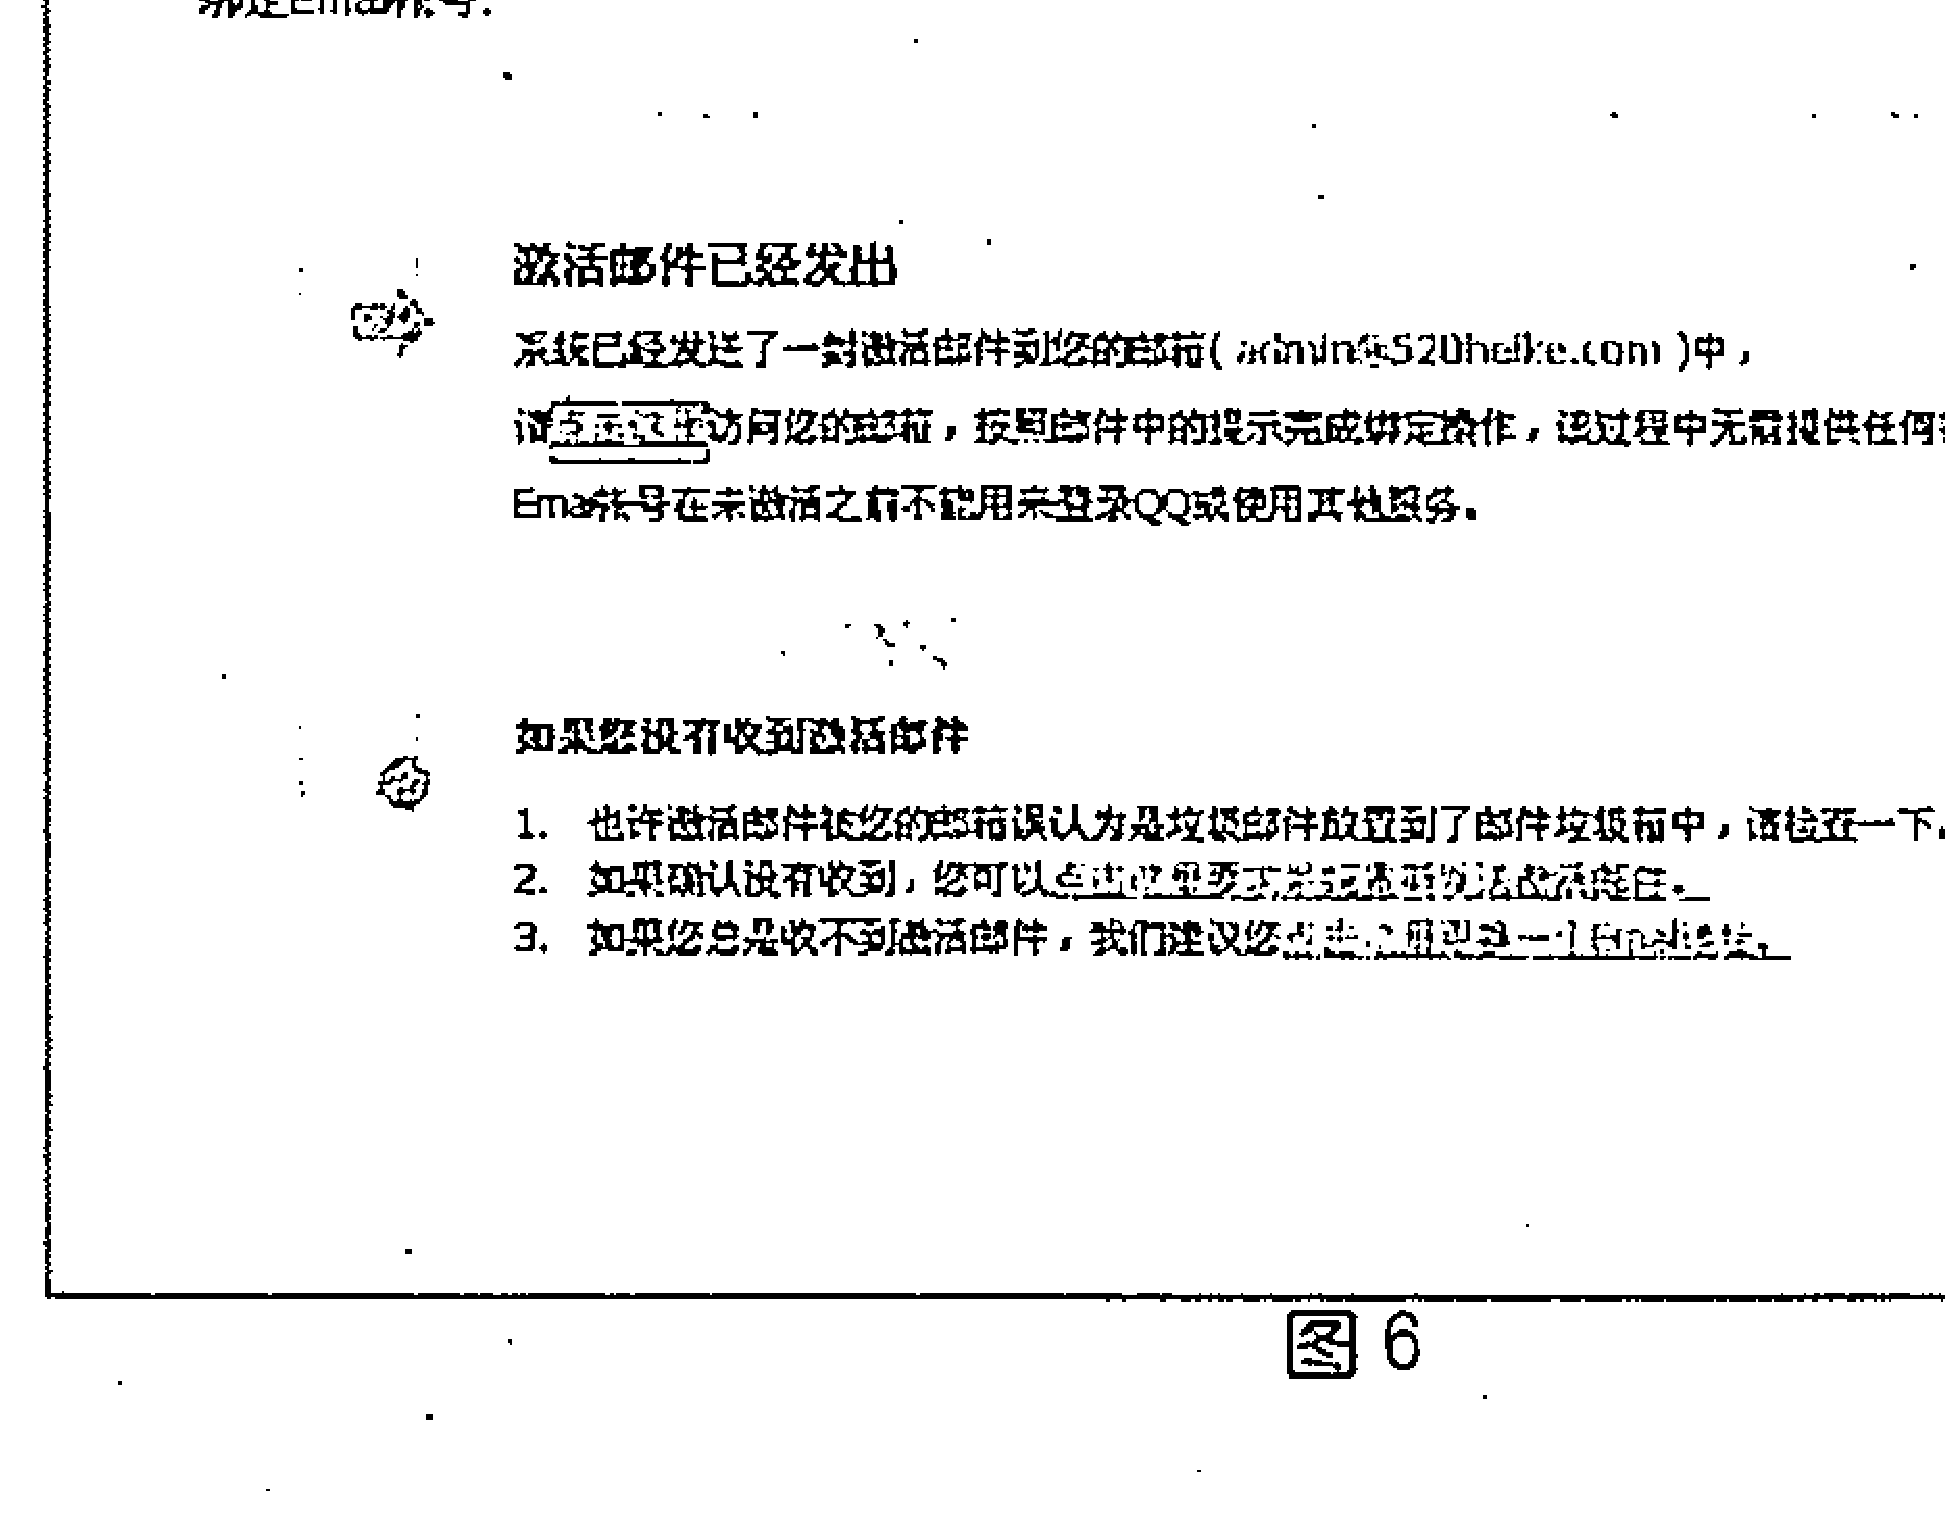 绑定Email帐号.
激活邮件已经发出
系统已经发送了一封激活邮件到您的邮箱( admin@520heike.com )中，
请点击这里访问您的邮箱，按照邮件中的提示完成绑定操作，该过程中无需提供任何
Email帐号在未激活之前不能用来登录QQ或使用其他服务。
如果您没有收到激活邮件
1. 也许激活邮件被您的邮箱误认为是垃圾邮件放置到了邮件垃圾箱中，请检查一下。
2. 如果确认没有收到，您可以
3. 如果您总是收不到激活邮件，我们建议您
图 6